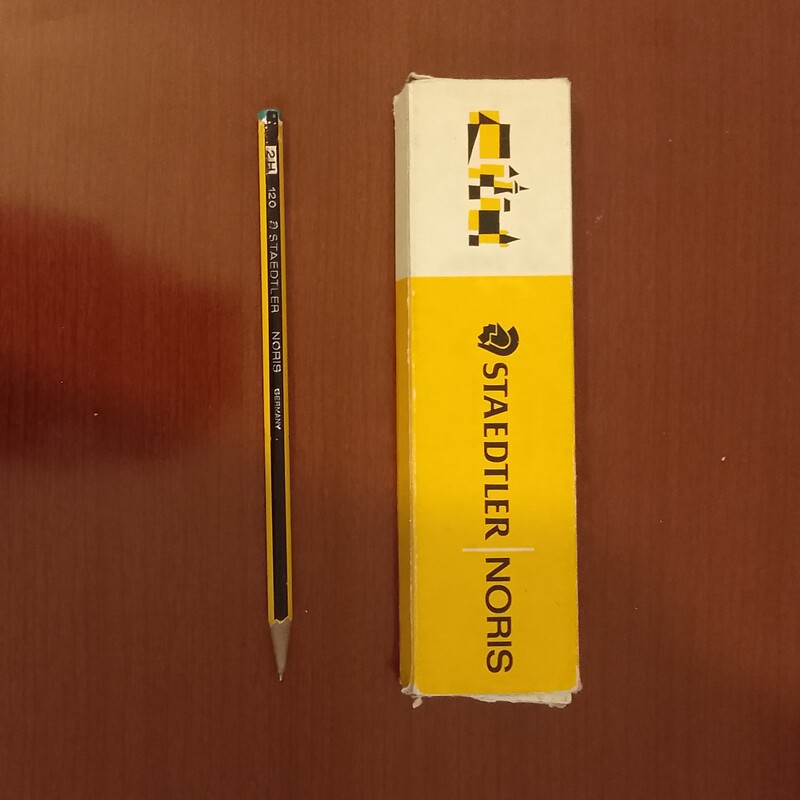 2H 120 STAEDTLER NORIS GERMANY
STAEDTLER | NORIS